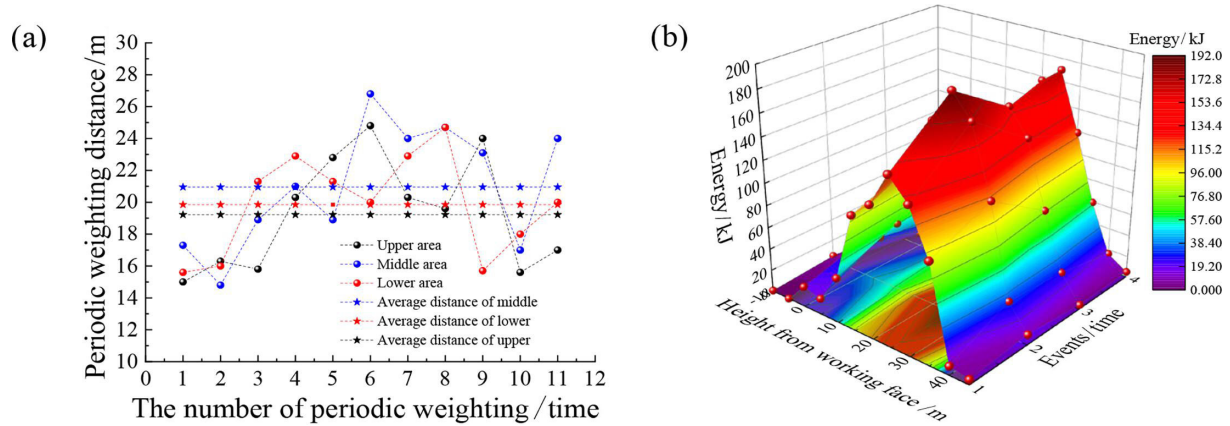 (a)
Periodic weighting distance/m
30
28
26
24
22
20
18
16
14
12
10
0 1 2 3 4 5 6 7 8 9 10 11 12
The number of periodic weighting/time
Upper area
Middle area
Lower area
Average distance of middle
Average distance of lower
Average distance of upper
(b)
Energy/kJ
200
180
160
140
120
100
80
60
40
20
0 10 20 30 40
Height from working face/m
1 2 3 4
Events/time
Energy/kJ
192.0
172.8
153.6
134.4
115.2
96.00
76.80
57.60
38.40
19.20
0.000